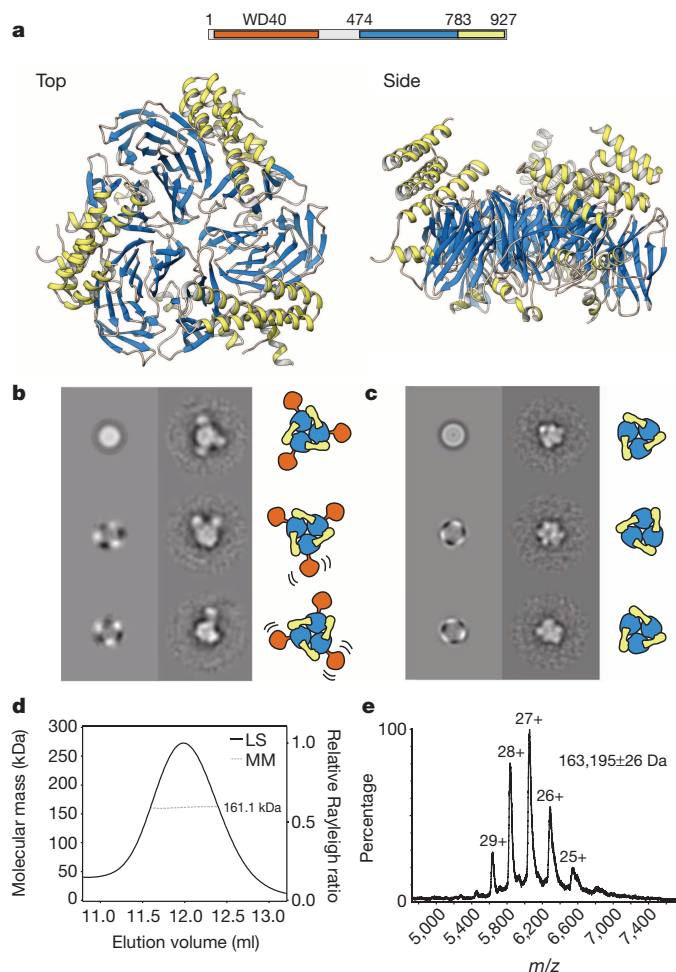 a
1 WD40 474 783 927
Top Side
b c
d
300
250
200
150
100
50
0
Molecular mass (kDa)
LS
MM
161.1 kDa
1.0
0.5
0.0
Relative Rayleigh ratio
11.0 11.5 12.0 12.5 13.2
Elution volume (ml)
e
100
0
Percentage
27+
28+
163,195±26 Da
26+
29+
25+
4,800 5,400 5,800 6,200 6,600 7,000 7,400
m/z